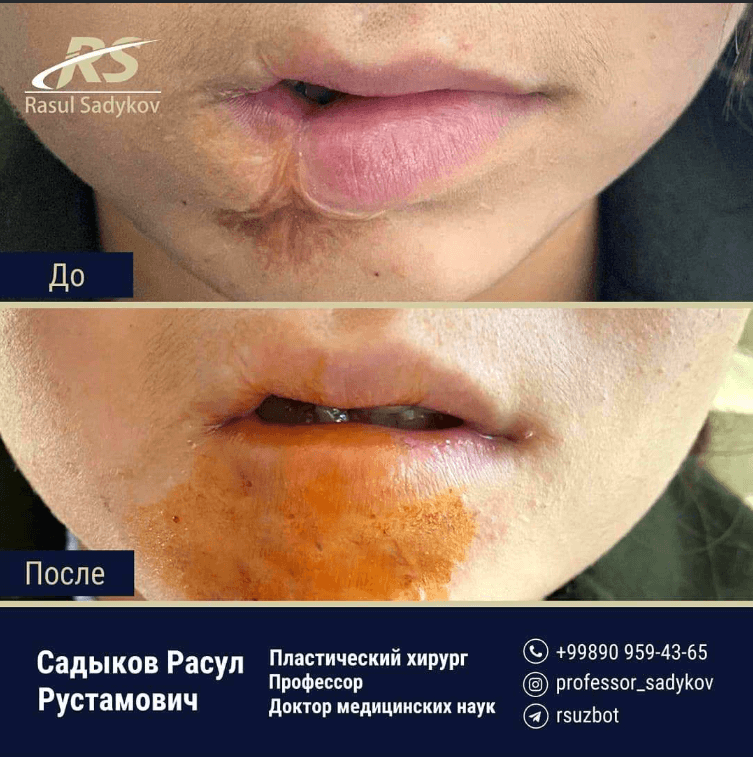 RS
Rasul Sadykov
До
После
Садыков Расул
Рустамович
Пластический хирург
Профессор
Доктор медицинских наук
+99890 959-43-65
professor_sadykov
rsuzbot